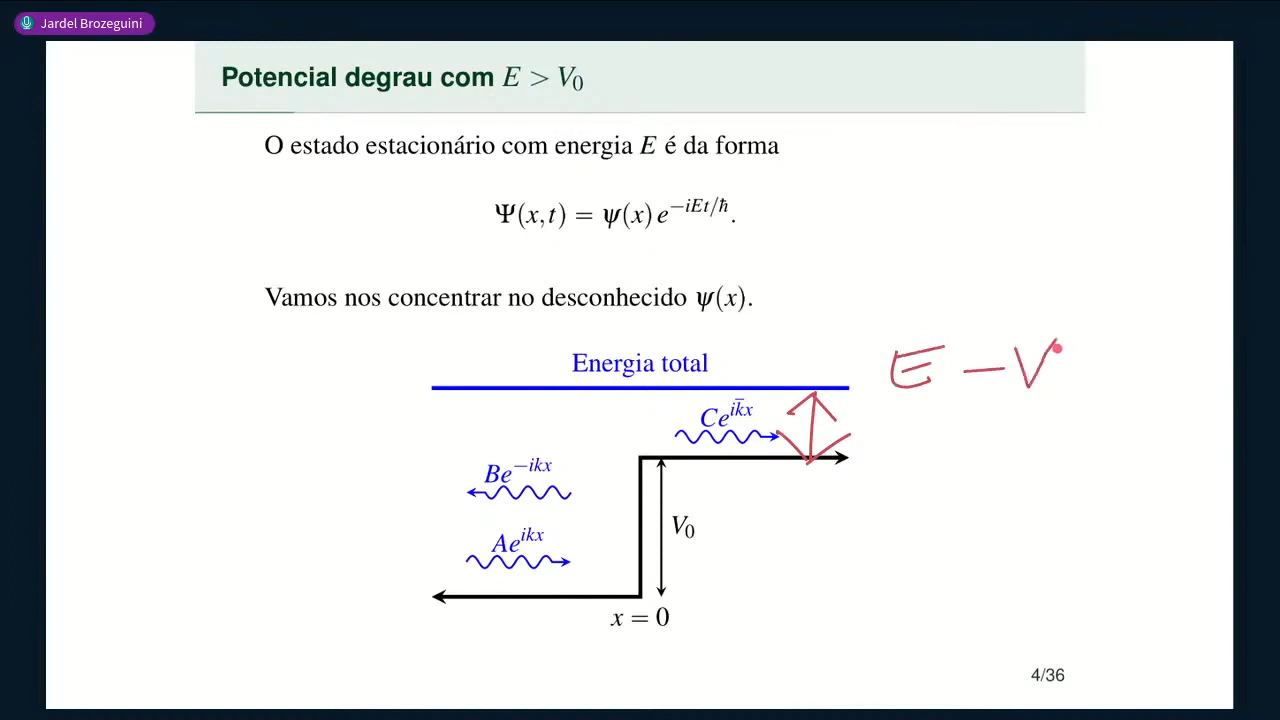 Jardel Brozeguini
Potencial degrau com E > V₀
O estado estacionário com energia E é da forma
Ψ(x,t) = ψ(x) e^{−iEt/ħ}.
Vamos nos concentrar no desconhecido ψ(x).
Energia total
E − V
Ce^{ik̄x}
Be^{−ikx}
V₀
Ae^{ikx}
x = 0
4/36